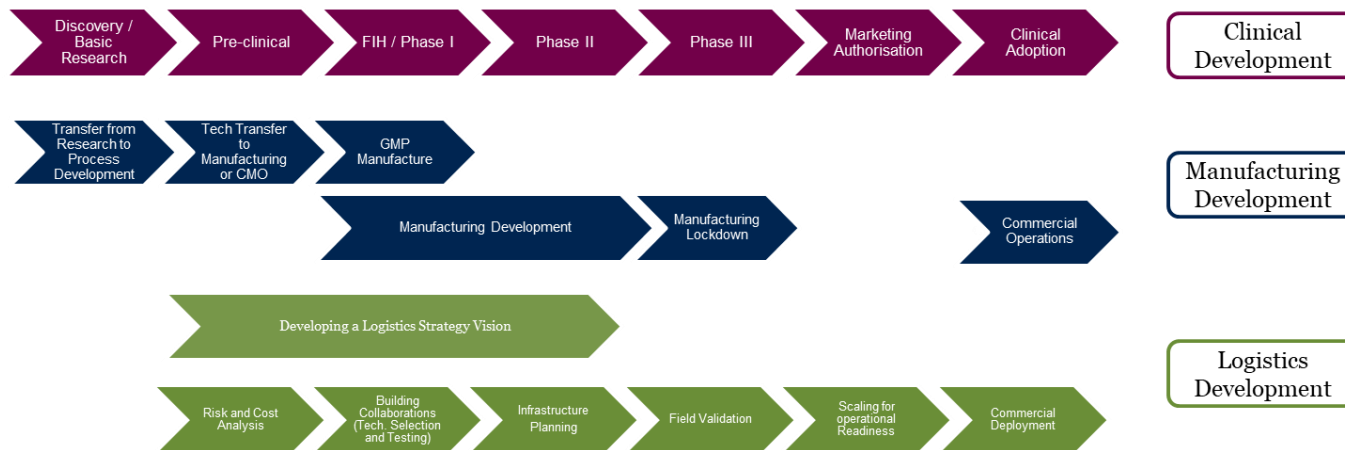 Discovery /
Basic
Research
Pre-clinical
FIH / Phase I
Phase II
Phase III
Marketing
Authorisation
Clinical
Adoption
Clinical
Development
Transfer from
Research to
Process
Development
Tech Transfer
to
Manufacturing
or CMO
GMP
Manufacture
Manufacturing Development
Manufacturing
Lockdown
Commercial
Operations
Manufacturing
Development
Developing a Logistics Strategy Vision
Risk and Cost
Analysis
Building
Collaborations
(Tech. Selection
and Testing)
Infrastructure
Planning
Field Validation
Scaling for
operational
Readiness
Commercial
Deployment
Logistics
Development